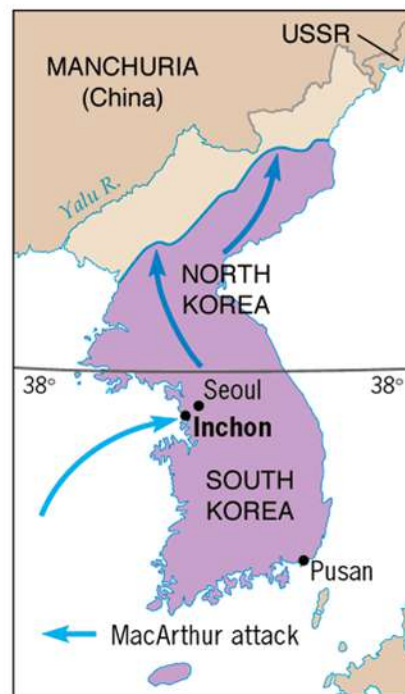 USSR
MANCHURIA
(China)
Yalu R.
NORTH
KOREA
38°
38°
Seoul
Inchon
SOUTH
KOREA
Pusan
MacArthur attack